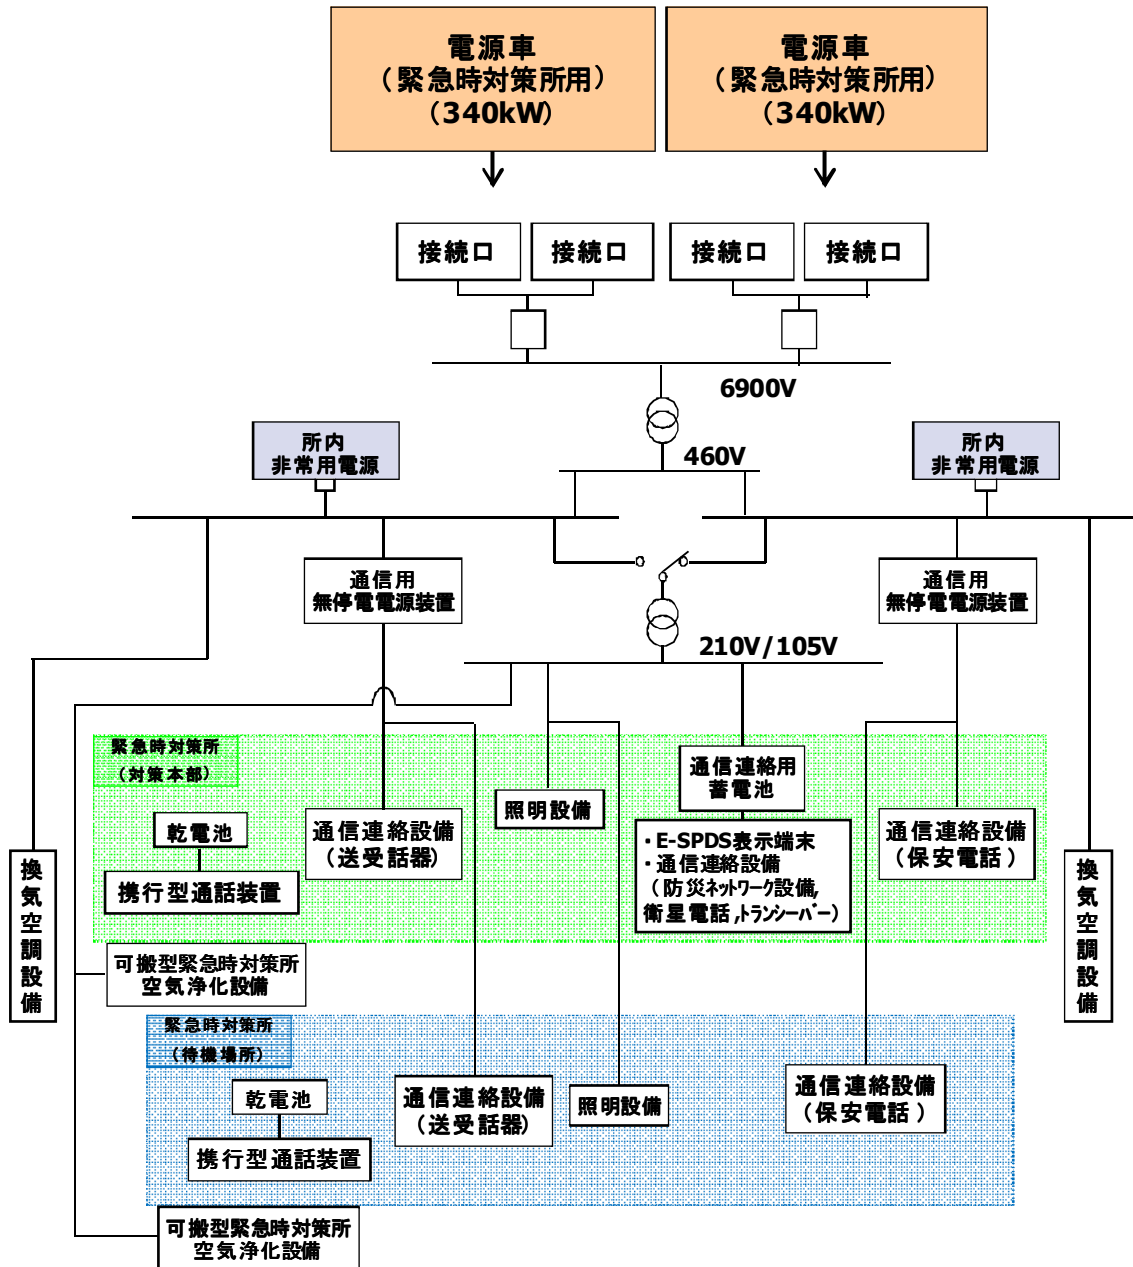 電源車
（緊急時対策所用）
（340kW）
電源車
（緊急時対策所用）
（340kW）
接続口
接続口
接続口
接続口
6900V
所内
非常用電源
460V
所内
非常用電源
通信用
無停電電源装置
通信用
無停電電源装置
210V/105V
緊急時対策所
（対策本部）
通信連絡用
蓄電池
照明設備
乾電池
通信連絡設備
（送受話器）
・E-SPDS表示端末
・通信連絡設備
（防災ネットワーク設備,
衛星電話,トランシーバー）
通信連絡設備
（保安電話）
携行型通話装置
換気空調設備
換気空調設備
可搬型緊急時対策所
空気浄化設備
緊急時対策所
（待機場所）
乾電池
通信連絡設備
（送受話器）
照明設備
通信連絡設備
（保安電話）
携行型通話装置
可搬型緊急時対策所
空気浄化設備